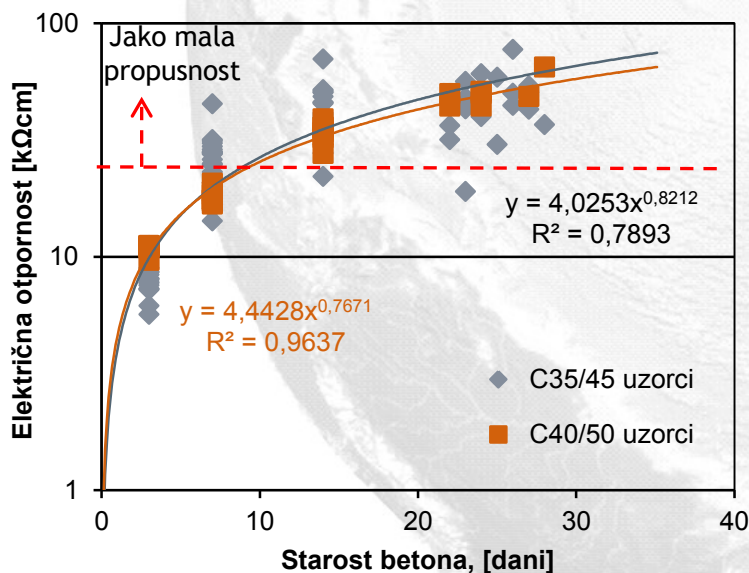 Električna otpornost [kΩcm]
100
10
1
Jako mala
propusnost
y = 4,0253x^0,8212
R² = 0,7893
y = 4,4428x^0,7671
R² = 0,9637
C35/45 uzorci
C40/50 uzorci
0 10 20 30 40
Starost betona, [dani]